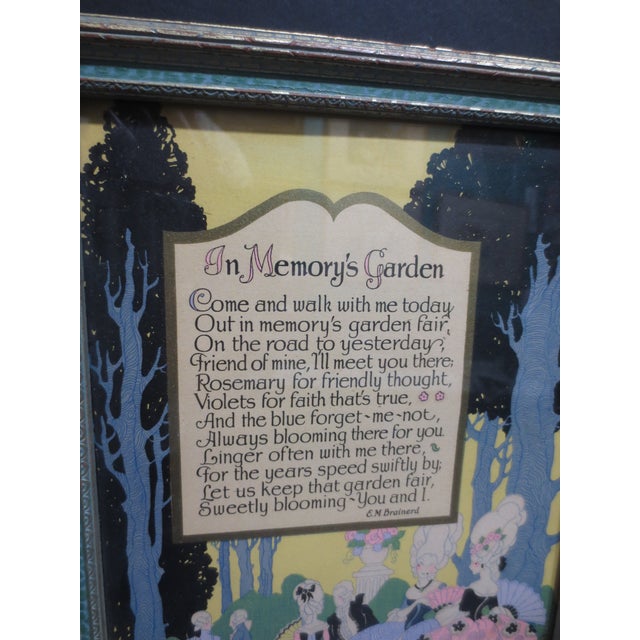 In Memory's Garden
Come and walk with me today
Out in memory's garden fair,
On the road to yesterday,
Friend of mine, I'll meet you there;
Rosemary for friendly thought,
Violets for faith that's true,
And the blue forget-me-not,
Always blooming there for you.
Linger often with me there,
For the years speed swiftly by;
Let us keep that garden fair,
Sweetly blooming-You and I.
E.M Brainerd